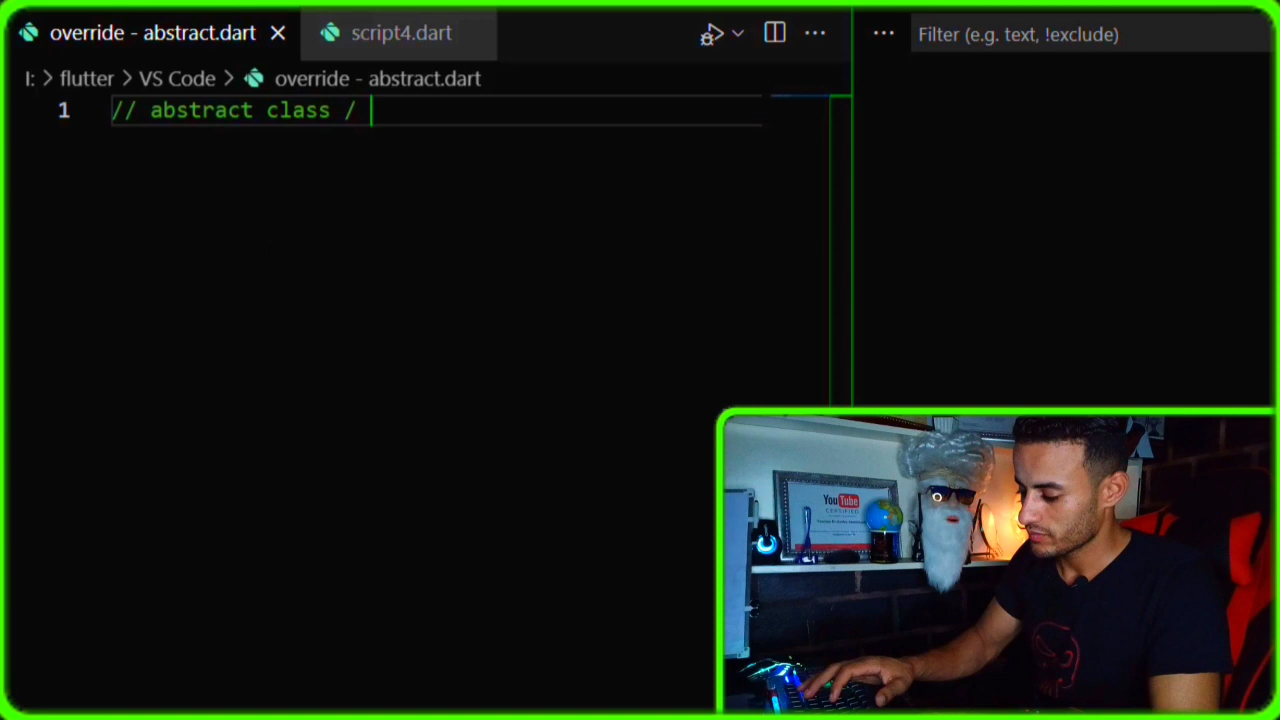 override - abstract.dart
script4.dart
Filter (e.g. text, !exclude)
I: > flutter > VS Code > override - abstract.dart
1 // abstract class /
YouTube
CERTIFIED